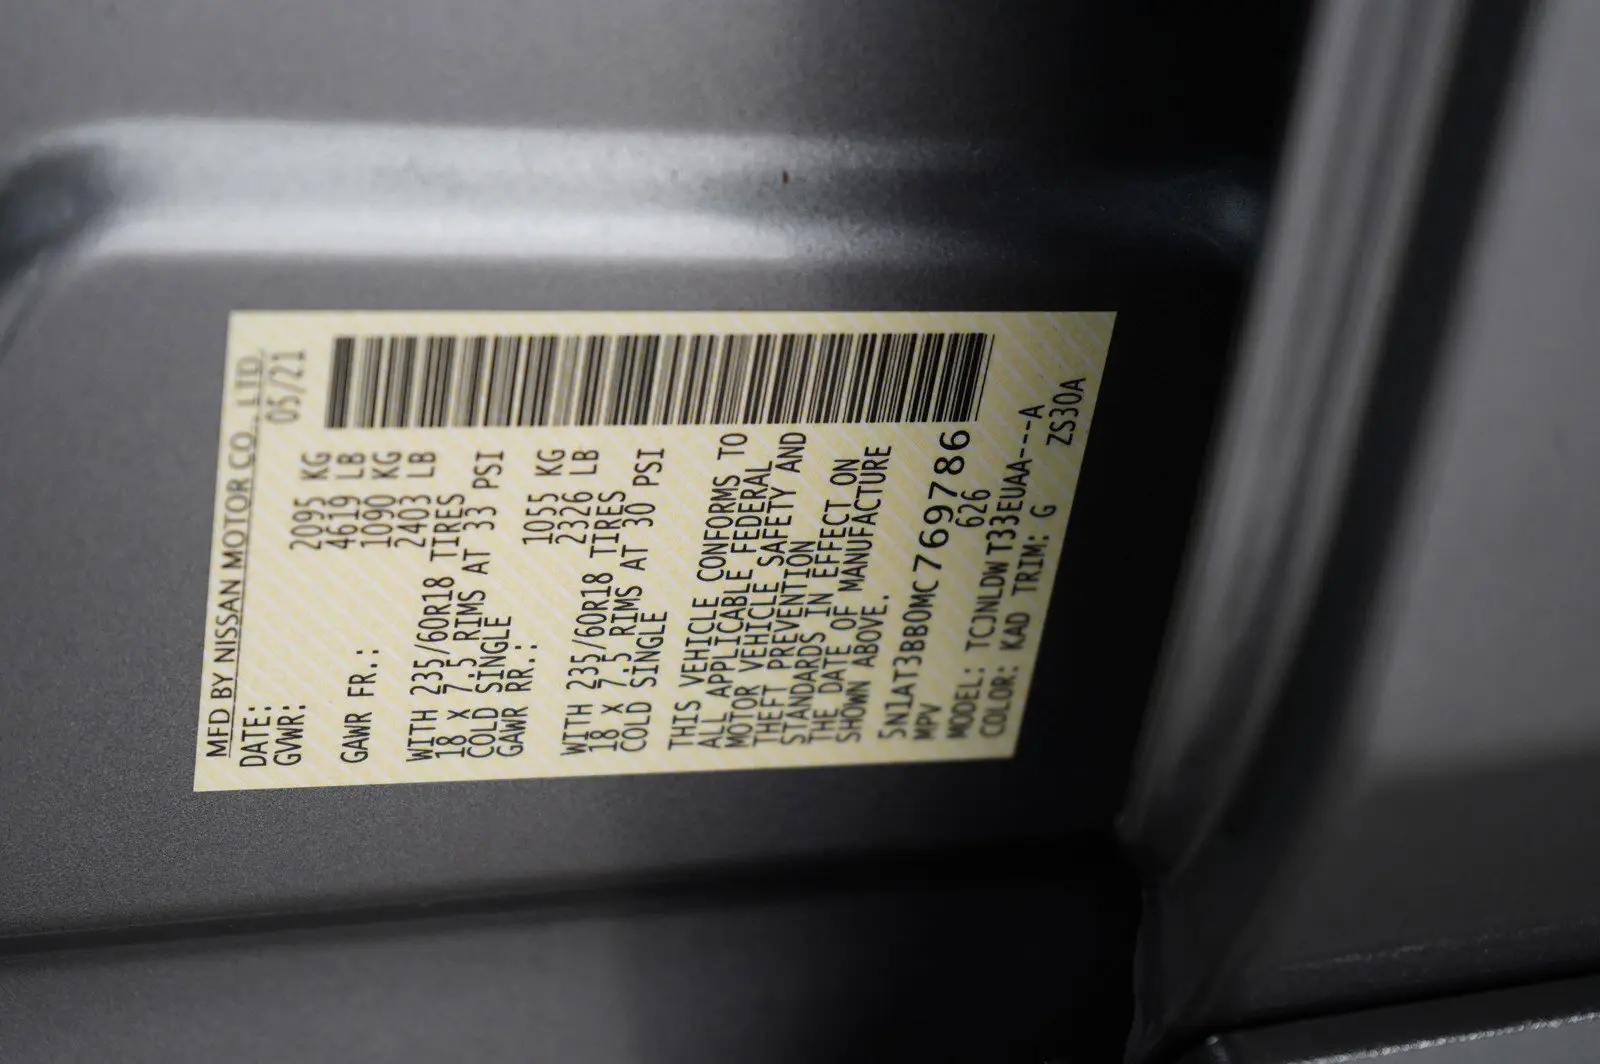 MFD BY NISSAN MOTOR CO., LTD.
DATE: 05/21
GVWR: 2095 KG
4619 LB
GAWR FR.: 1090 KG
2403 LB
WITH 235/60R18 TIRES
18 X 7.5 RIMS AT 33 PSI
COLD SINGLE
GAWR RR.: 1055 KG
2326 LB
WITH 235/60R18 TIRES
18 X 7.5 RIMS AT 30 PSI
COLD SINGLE
THIS VEHICLE CONFORMS TO
ALL APPLICABLE FEDERAL
MOTOR VEHICLE SAFETY AND
THEFT PREVENTION
STANDARDS IN EFFECT ON
THE DATE OF MANUFACTURE
SHOWN ABOVE.
5N1AT3BB0MC769786
MPV 626
MODEL: TCJNLDWT33EUAA---A
COLOR: KAD TRIM: G ZS30A